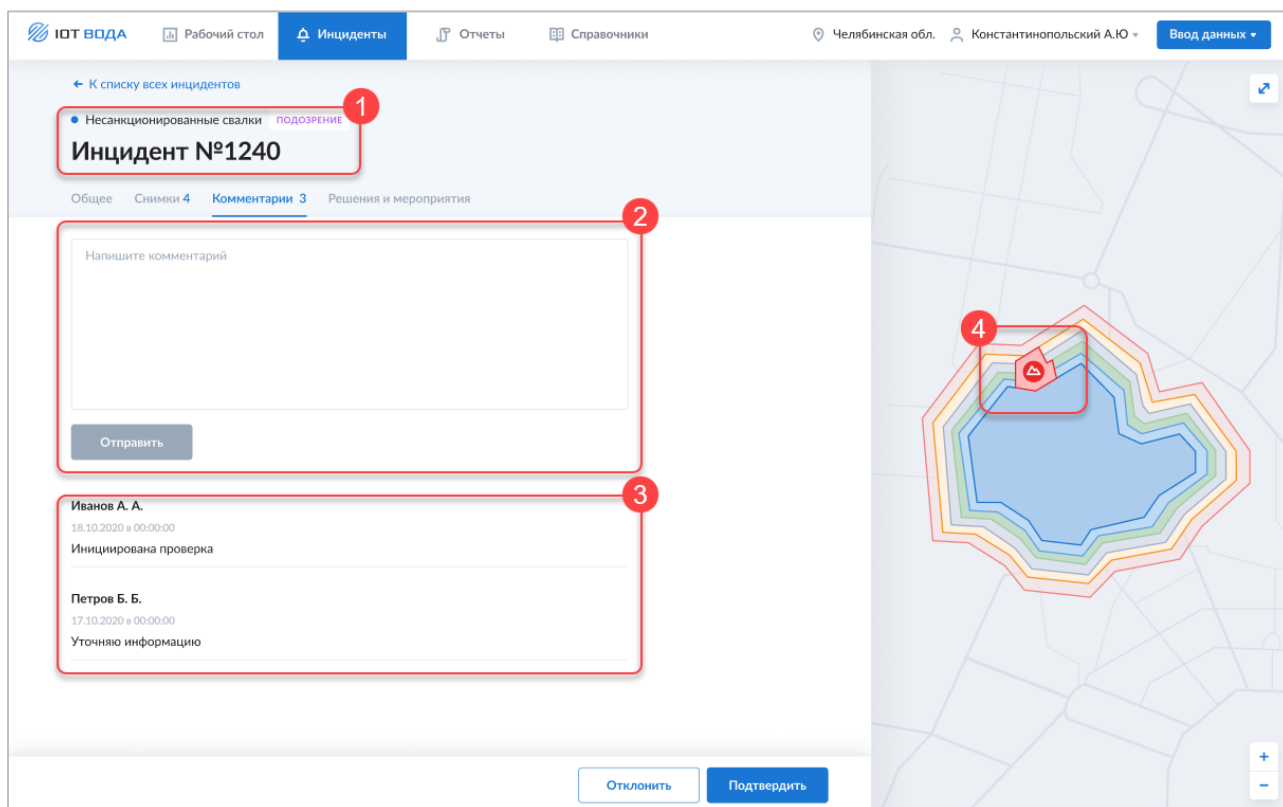 IOT ВОДА Рабочий стол Инциденты Отчеты Справочники Челябинская обл. Константинопольский А.Ю Ввод данных
← К списку всех инцидентов
1
Несанкционированные свалки ПОДОЗРЕНИЕ
Инцидент №1240
Общее Снимки 4 Комментарии 3 Решения и мероприятия
2
Напишите комментарий
Отправить
3
Иванов А. А.
18.10.2020 в 00:00:00
Инициирована проверка
Петров Б. Б.
17.10.2020 в 00:00:00
Уточняю информацию
Отклонить Подтвердить
4
+
−